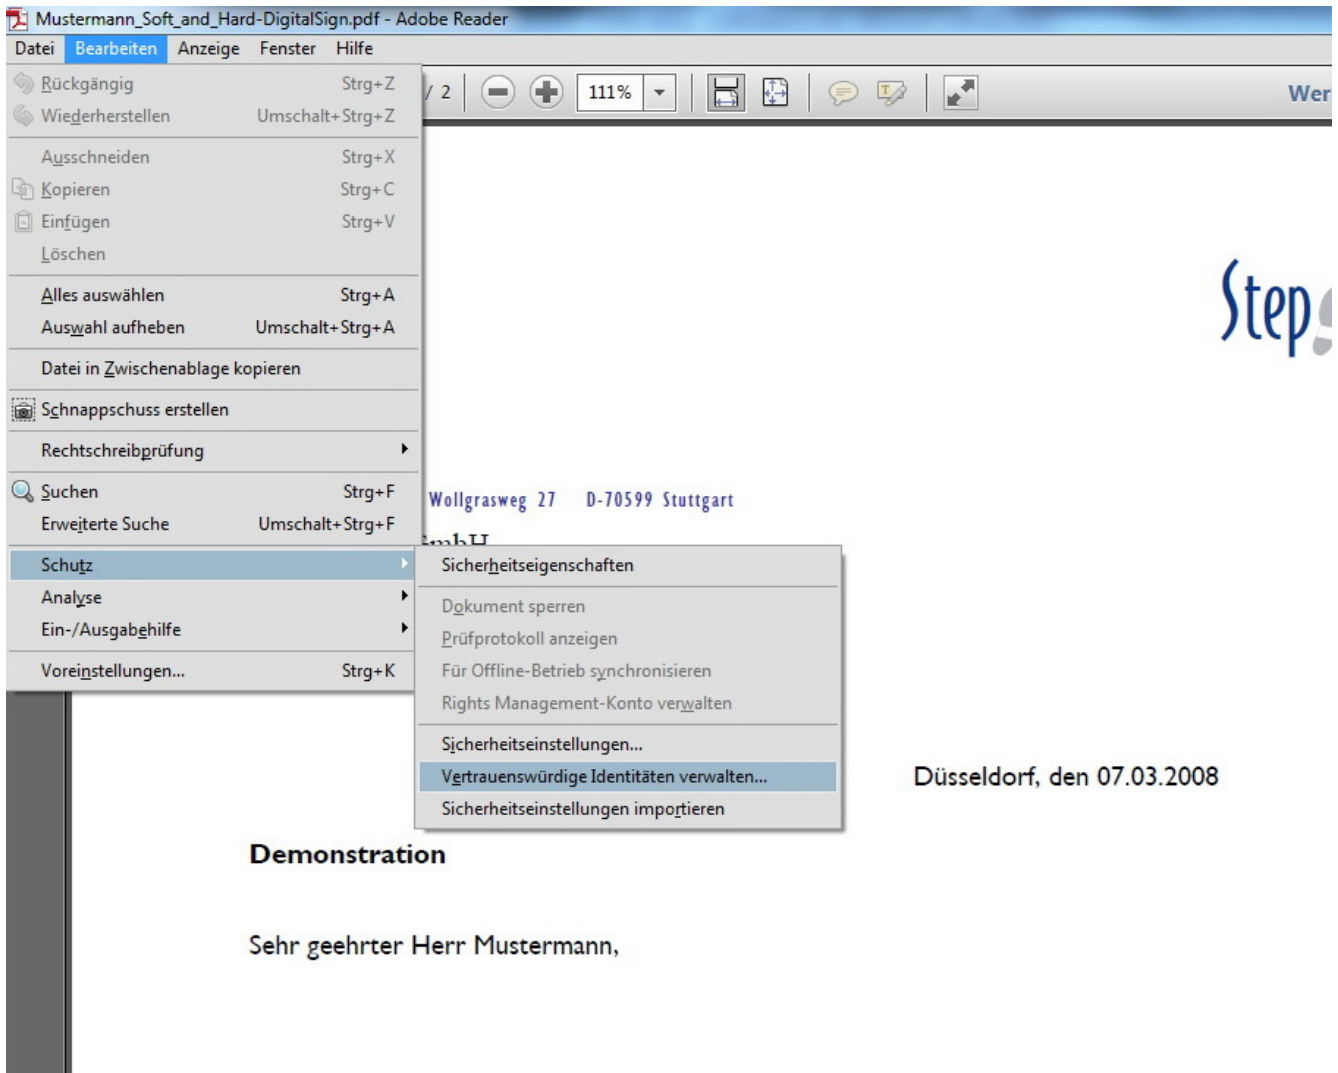 Mustermann_Soft_and_Hard-DigitalSign.pdf - Adobe Reader
Datei Bearbeiten Anzeige Fenster Hilfe
Rückgängig Strg+Z
/ 2 111%
Wiederherstellen Umschalt+Strg+Z
Ausschneiden Strg+X
Kopieren Strg+C
Einfügen Strg+V
Löschen
Alles auswählen Strg+A
Auswahl aufheben Umschalt+Strg+A
Datei in Zwischenablage kopieren
Schnappschuss erstellen
Rechtschreibprüfung
Suchen Strg+F
Erweiterte Suche Umschalt+Strg+F
Schutz
Analyse
Ein-/Ausgabehilfe
Voreinstellungen... Strg+K
Step
Wollgrasweg 27 D-70599 Stuttgart
Sicherheitseigenschaften
Dokument sperren
Prüfprotokoll anzeigen
Für Offline-Betrieb synchronisieren
Rights Management-Konto verwalten
Sicherheitseinstellungen...
Vertrauenswürdige Identitäten verwalten...
Sicherheitseinstellungen importieren
Düsseldorf, den 07.03.2008
Demonstration
Sehr geehrter Herr Mustermann,